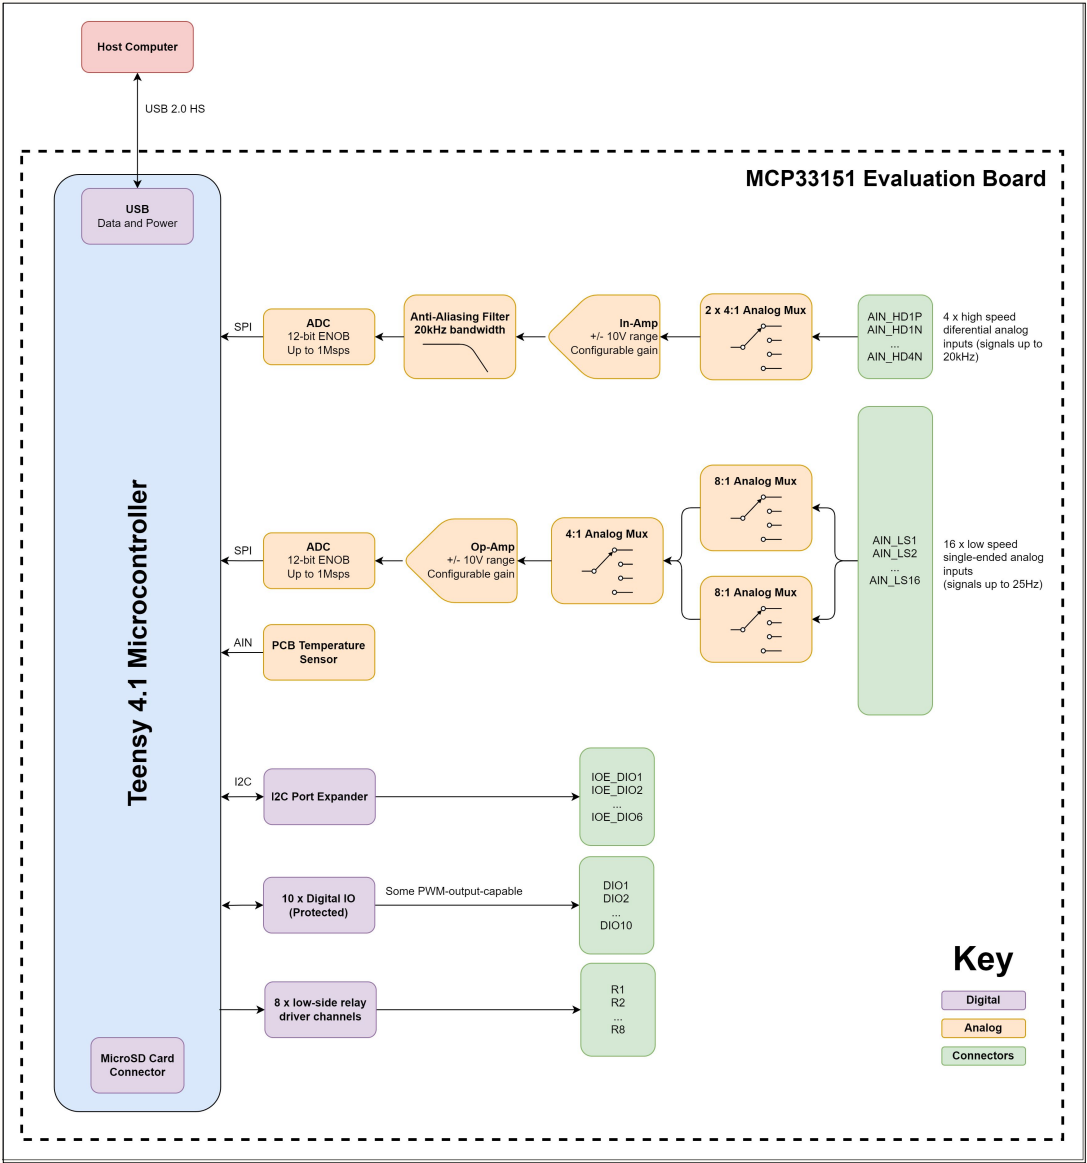 Host Computer
USB 2.0 HS
MCP33151 Evaluation Board
USB
Data and Power
Teensy 4.1 Microcontroller
SPI
ADC
12-bit ENOB
Up to 1Msps
Anti-Aliasing Filter
20kHz bandwidth
In-Amp
+/- 10V range
Configurable gain
2 x 4:1 Analog Mux
AIN_HD1P
AIN_HD1N
...
AIN_HD4N
4 x high speed
diferential analog
inputs (signals up to
20kHz)
SPI
ADC
12-bit ENOB
Up to 1Msps
Op-Amp
+/- 10V range
Configurable gain
4:1 Analog Mux
8:1 Analog Mux
8:1 Analog Mux
AIN_LS1
AIN_LS2
...
AIN_LS16
16 x low speed
single-ended analog
inputs
(signals up to 25Hz)
AIN
PCB Temperature
Sensor
I2C
I2C Port Expander
IOE_DIO1
IOE_DIO2
...
IOE_DIO6
10 x Digital IO
(Protected)
Some PWM-output-capable
DIO1
DIO2
...
DIO10
8 x low-side relay
driver channels
R1
R2
...
R8
MicroSD Card
Connector
Key
Digital
Analog
Connectors